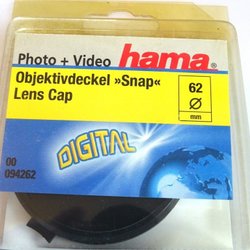 Photo + Video hama®
Objektivdeckel »Snap«
Lens Cap
62
Ø
mm
DIGITAL
00
094262